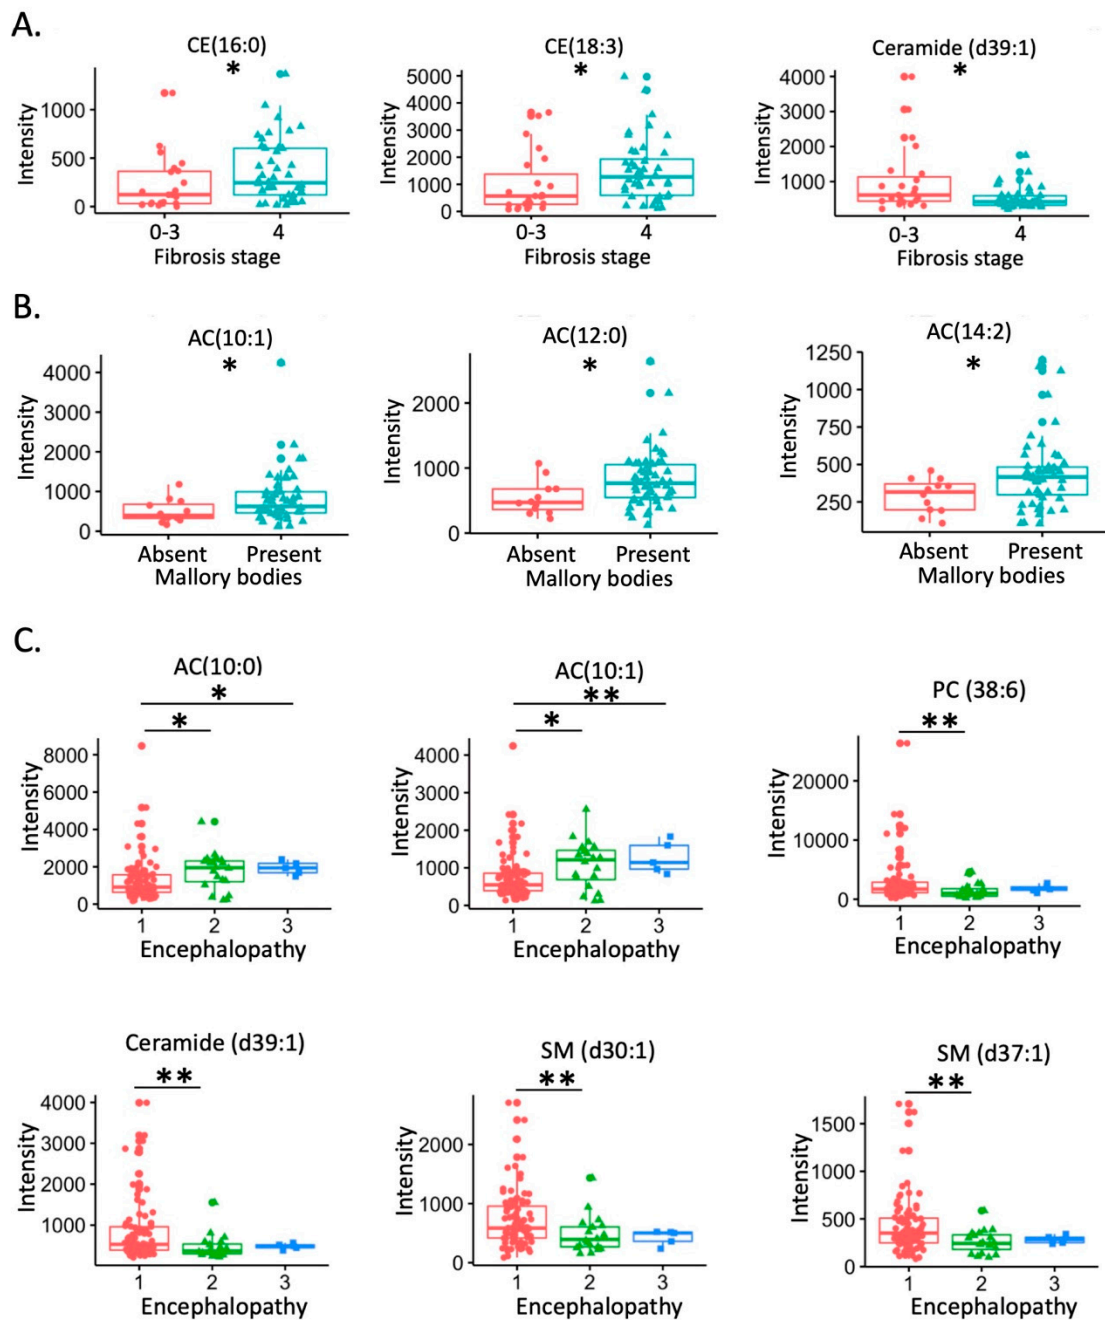 A.
CE(16:0)
*
Intensity
1000
500
0
0-3
4
Fibrosis stage
CE(18:3)
*
Intensity
5000
4000
3000
2000
1000
0
0-3
4
Fibrosis stage
Ceramide (d39:1)
*
Intensity
4000
3000
2000
1000
0-3
4
Fibrosis stage
B.
AC(10:1)
*
Intensity
4000
3000
2000
1000
0
Absent
Present
Mallory bodies
AC(12:0)
*
Intensity
2000
1000
0
Absent
Present
Mallory bodies
AC(14:2)
*
Intensity
1250
1000
750
500
250
Absent
Present
Mallory bodies
C.
AC(10:0)
*
*
Intensity
8000
6000
4000
2000
0
1
2
3
Encephalopathy
AC(10:1)
**
*
Intensity
4000
3000
2000
1000
0
1
2
3
Encephalopathy
PC (38:6)
**
Intensity
20000
10000
0
1
2
3
Encephalopathy
Ceramide (d39:1)
**
Intensity
4000
3000
2000
1000
1
2
3
Encephalopathy
SM (d30:1)
**
Intensity
2000
1000
0
1
2
3
Encephalopathy
SM (d37:1)
**
Intensity
1500
1000
500
0
1
2
3
Encephalopathy